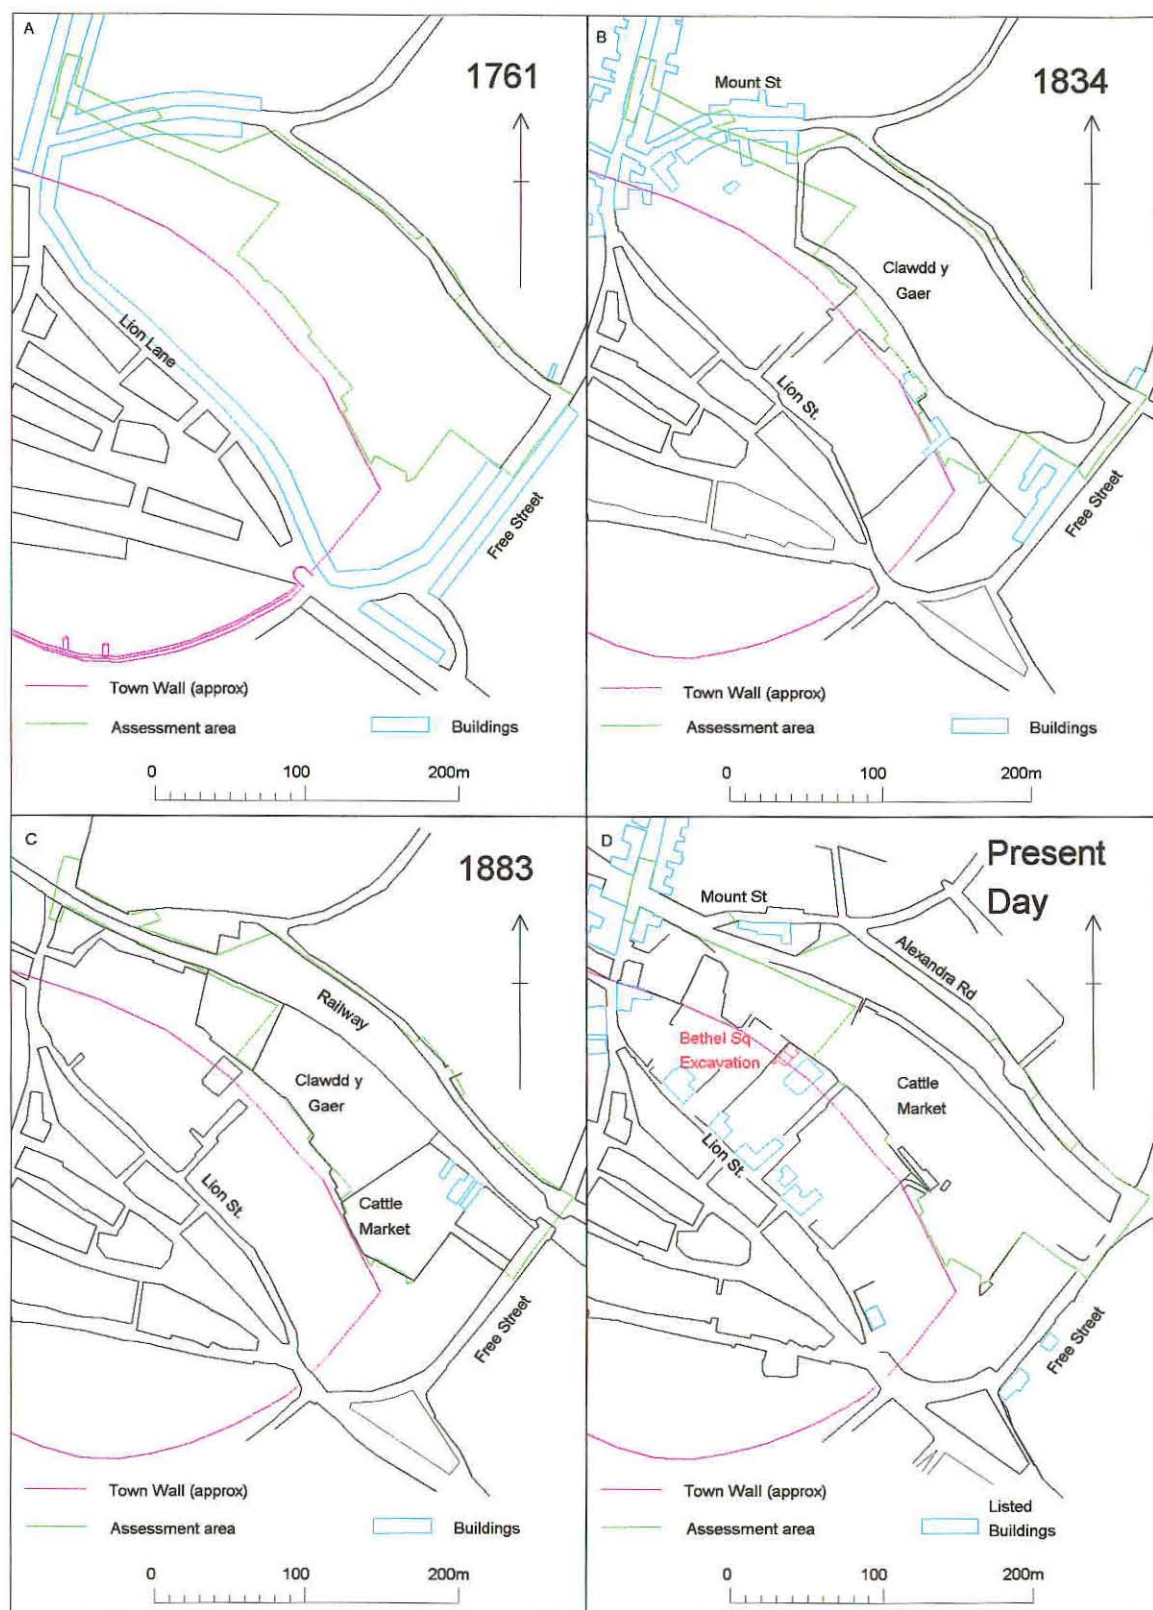 A
1761
Lion Lane
Free Street
Town Wall (approx)
Assessment area
Buildings
0 100 200m
B
1834
Mount St
Clawdd y
Gaer
Lion St.
Free Street
Town Wall (approx)
Assessment area
Buildings
0 100 200m
C
1883
Railway
Clawdd y
Gaer
Cattle
Market
Lion St.
Free Street
Town Wall (approx)
Assessment area
Buildings
0 100 200m
D
Present
Day
Mount St
Alexandra Rd
Bethel Sq
Excavation
Cattle
Market
Lion St.
Free Street
Town Wall (approx)
Assessment area
Listed
Buildings
0 100 200m